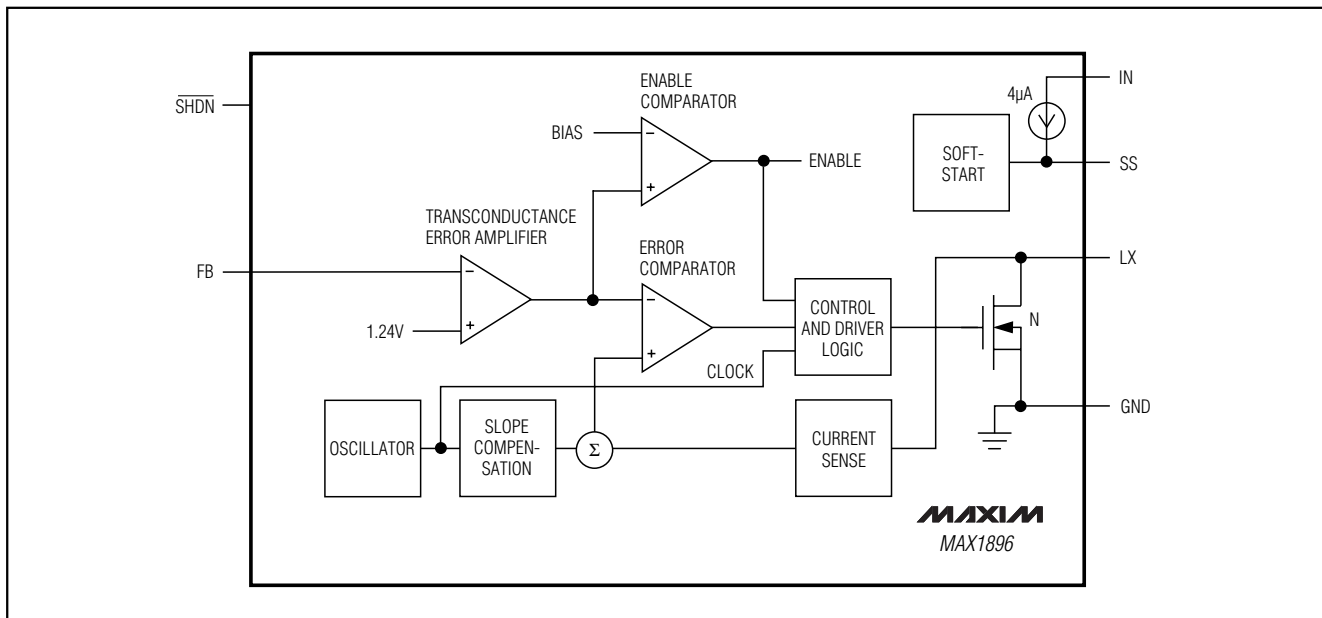 ENABLE
COMPARATOR
IN
4µA
SHDN
BIAS
SOFT-
START
ENABLE
SS
TRANSCONDUCTANCE
ERROR AMPLIFIER
ERROR
COMPARATOR
FB
LX
CONTROL
AND DRIVER
LOGIC
N
1.24V
CLOCK
GND
OSCILLATOR
SLOPE
COMPEN-
SATION
Σ
CURRENT
SENSE
MAXIM
MAX1896